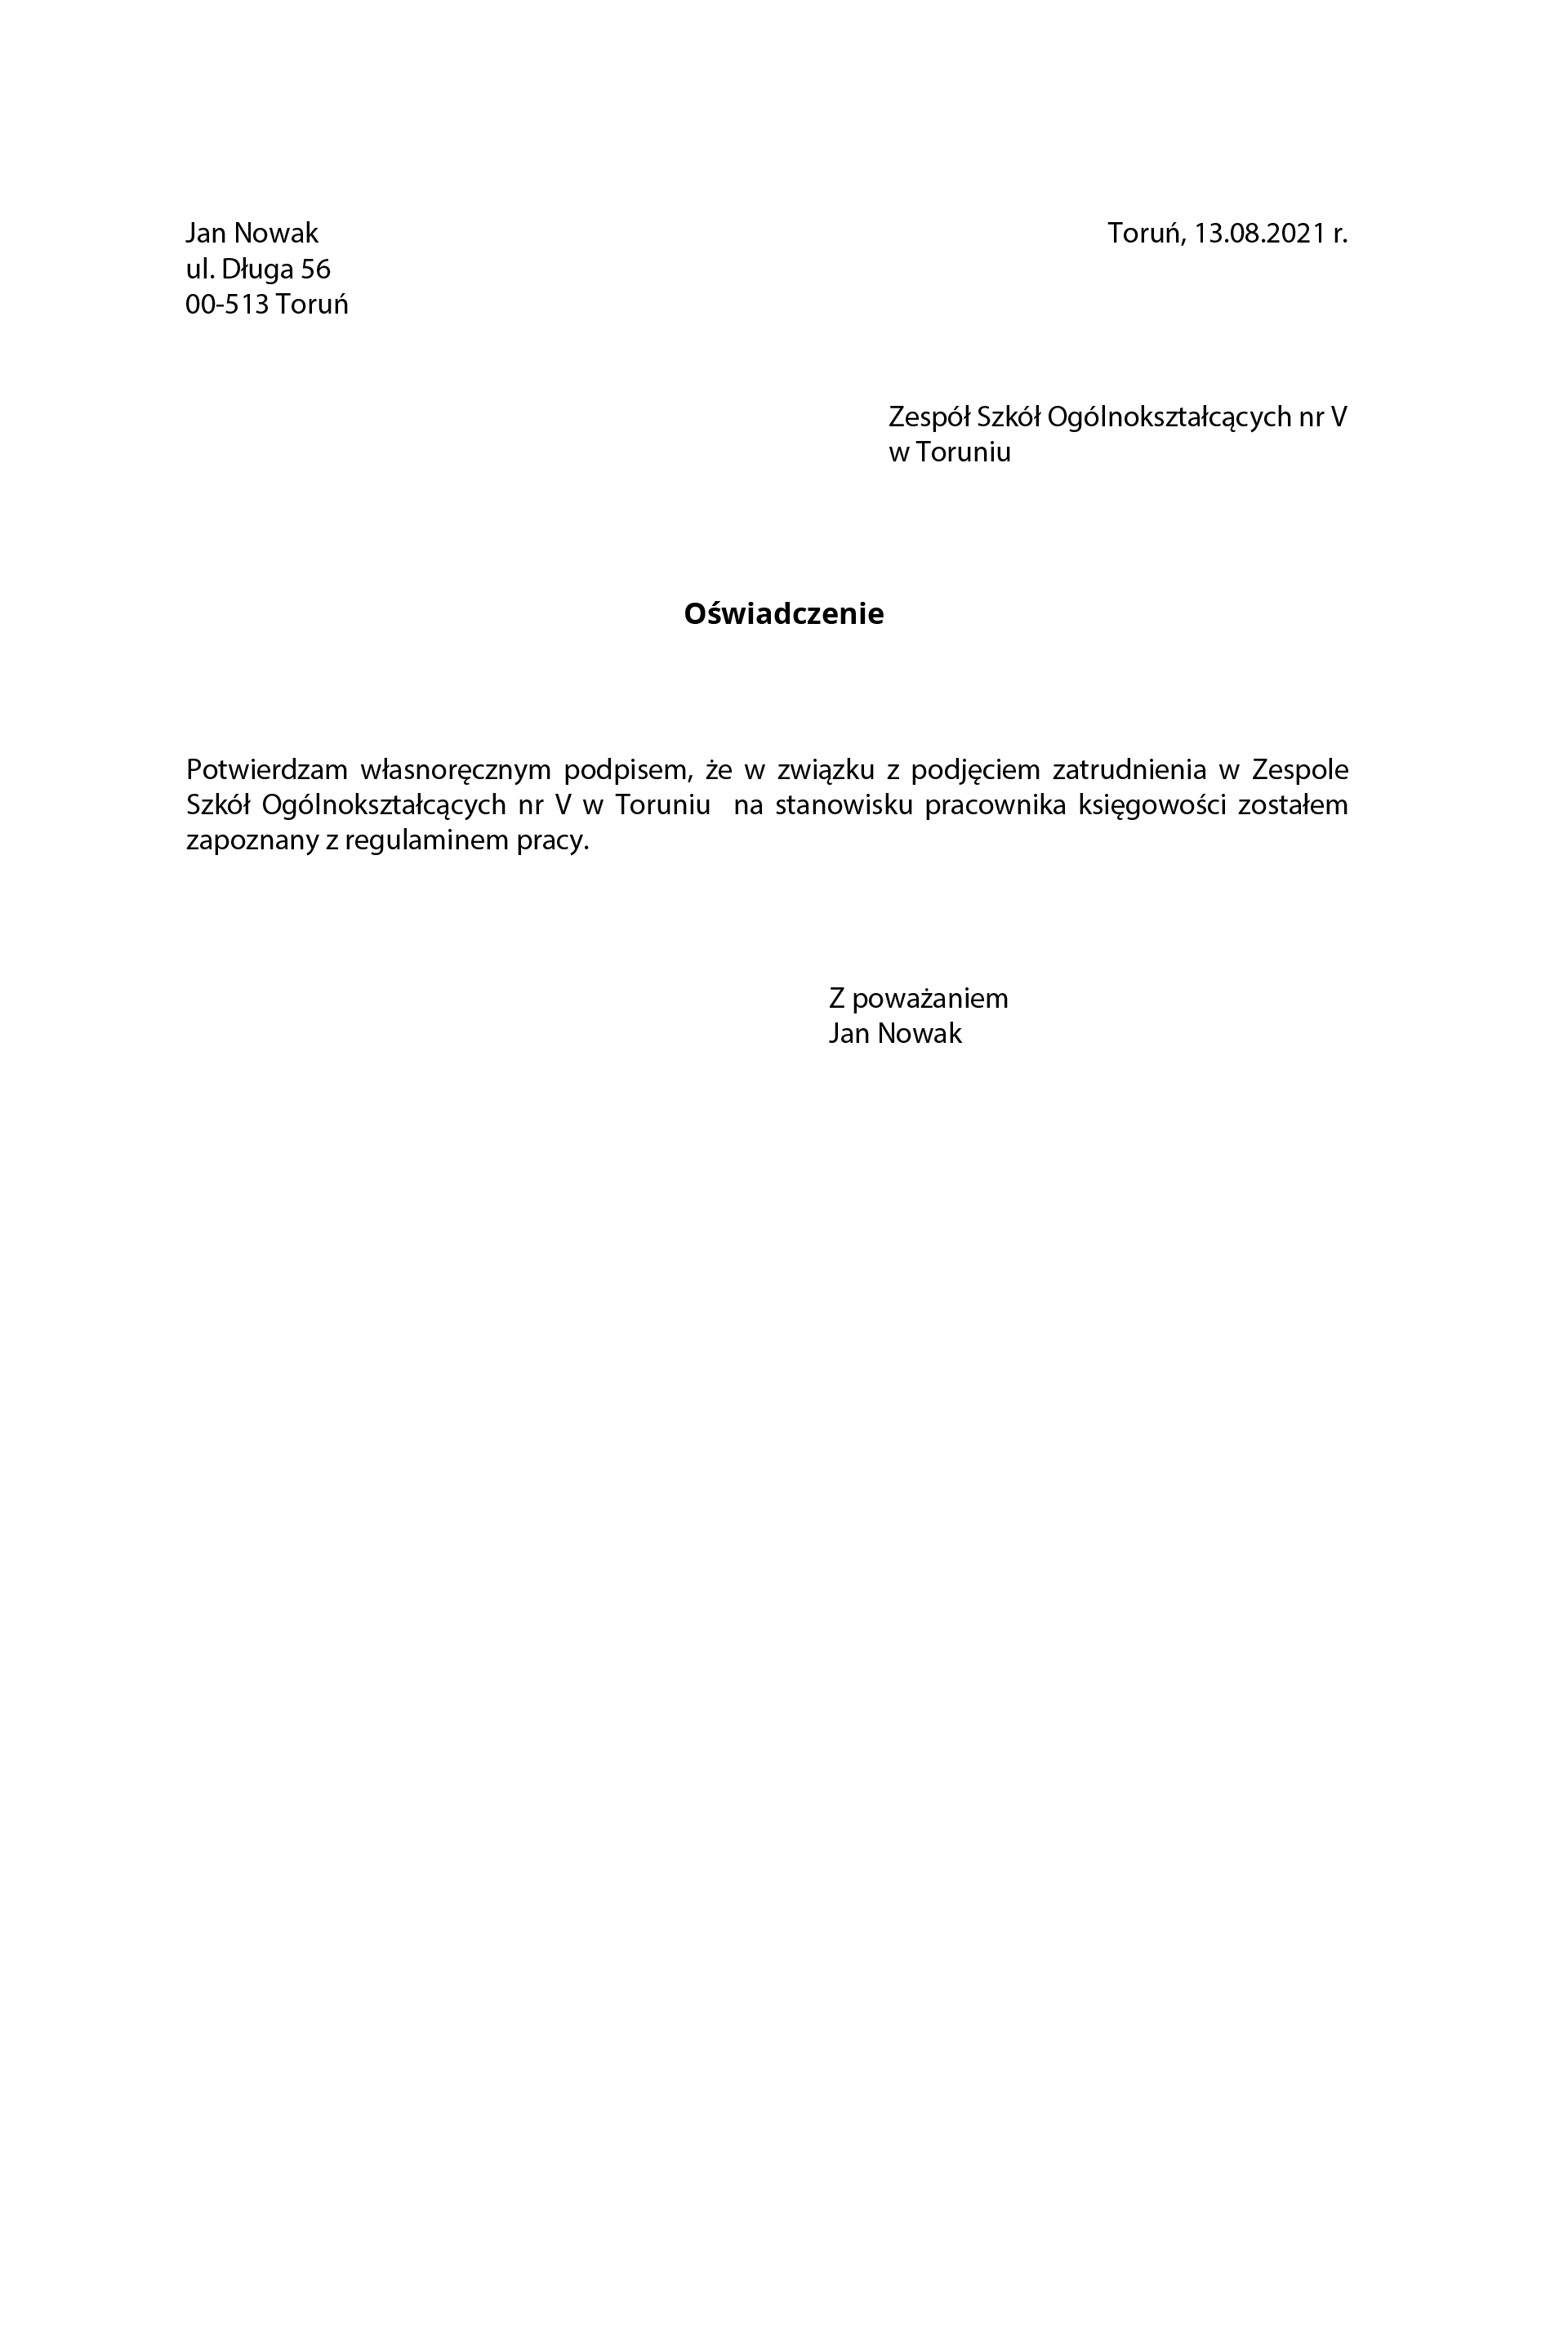 Jan Nowak
Toruń, 13.08.2021 r.
ul. Długa 56
00-513 Toruń
Zespół Szkół Ogólnokształcących nr V
w Toruniu
Oświadczenie
Potwierdzam własnoręcznym podpisem, że w związku z podjęciem zatrudnienia w Zespole
Szkół Ogólnokształcących nr V w Toruniu  na stanowisku pracownika księgowości zostałem
zapoznany z regulaminem pracy.
Z poważaniem
Jan Nowak